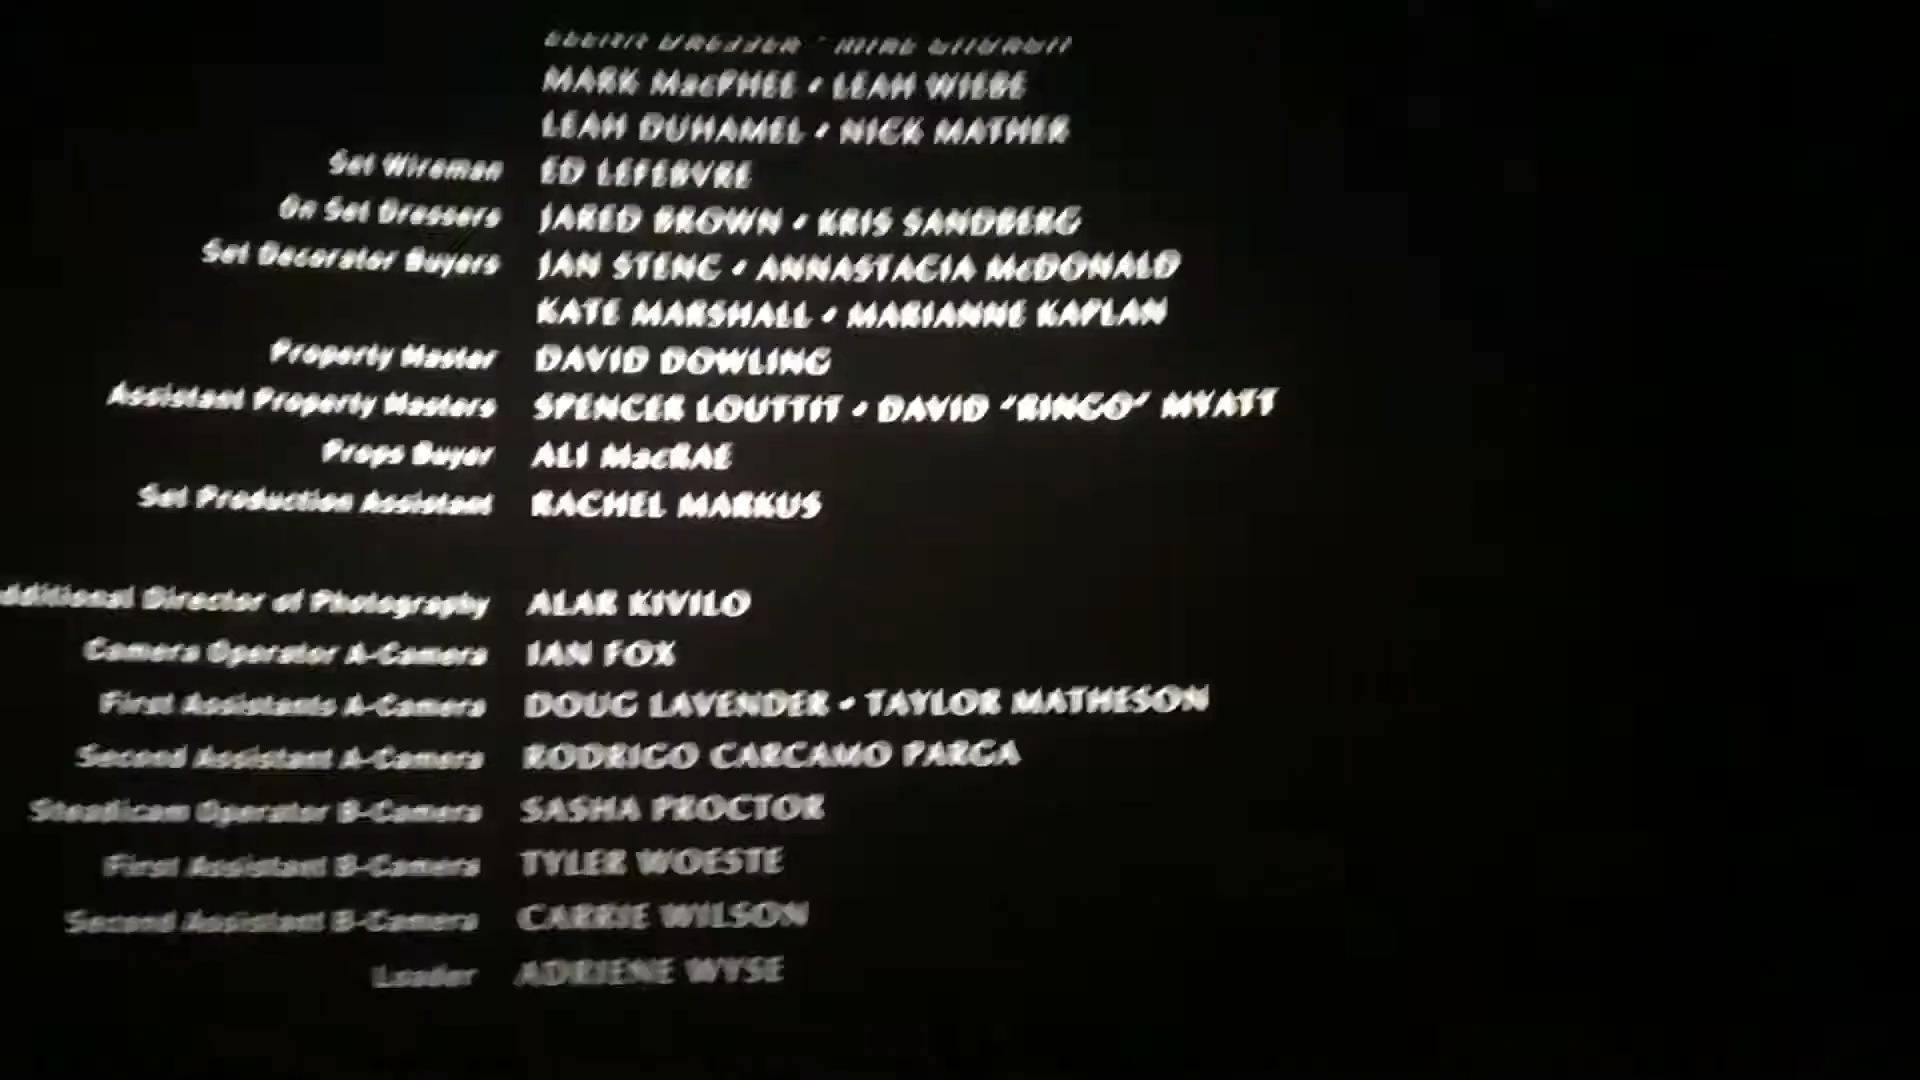 MARK MacPHEE • LEAH WIEBE
LEAH DUHAMEL • NICK MATHER
Set Wireman ED LEFEBVRE
On Set Dressers JARED BROWN • KRIS SANDBERG
Set Decorator Buyers JAN STENC • ANNASTACIA McDONALD
KATE MARSHALL • MARIANNE KAPLAN
Property Master DAVID DOWLING
Assistant Property Masters SPENCER LOUTTIT • DAVID "RINGO" MYATT
Props Buyer ALI MacRAE
Set Production Assistant RACHEL MARKUS
dditional Director of Photography ALAR KIVILO
Camera Operator A-Camera IAN FOX
First Assistants A-Camera DOUG LAVENDER • TAYLOR MATHESON
Second Assistant A-Camera RODRIGO CARCAMO PARGA
Steadicam Operator B-Camera SASHA PROCTOR
First Assistant B-Camera TYLER WOESTE
Second Assistant B-Camera CARRIE WILSON
Loader ADRIENE WYSE